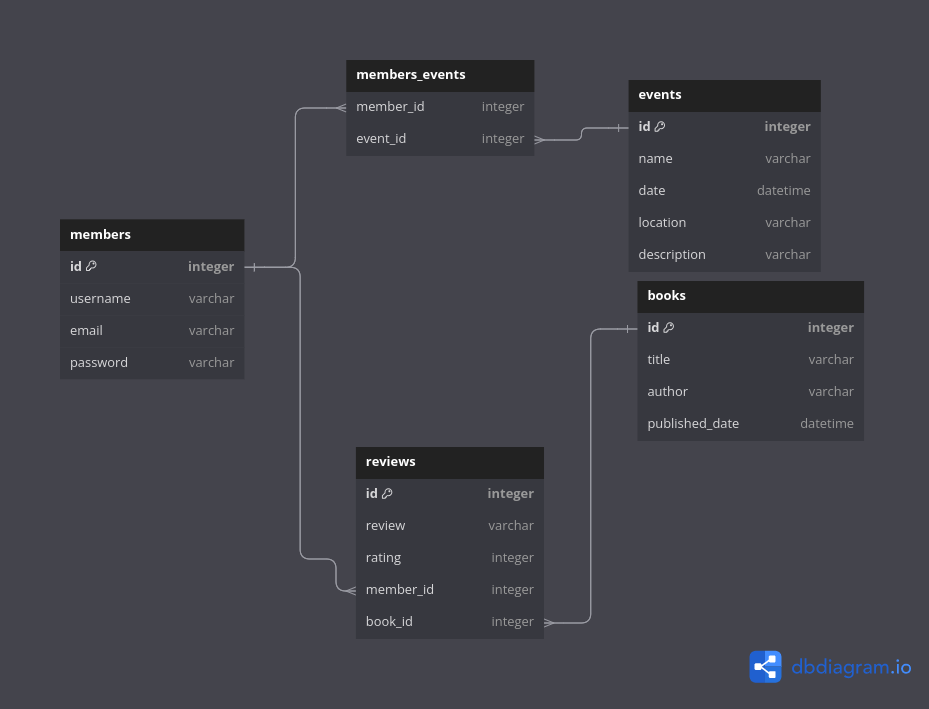 members_events
member_id integer
event_id integer
events
id integer
name varchar
date datetime
location varchar
description varchar
members
id integer
username varchar
email varchar
password varchar
books
id integer
title varchar
author varchar
published_date datetime
reviews
id integer
review varchar
rating integer
member_id integer
book_id integer
dbdiagram.io